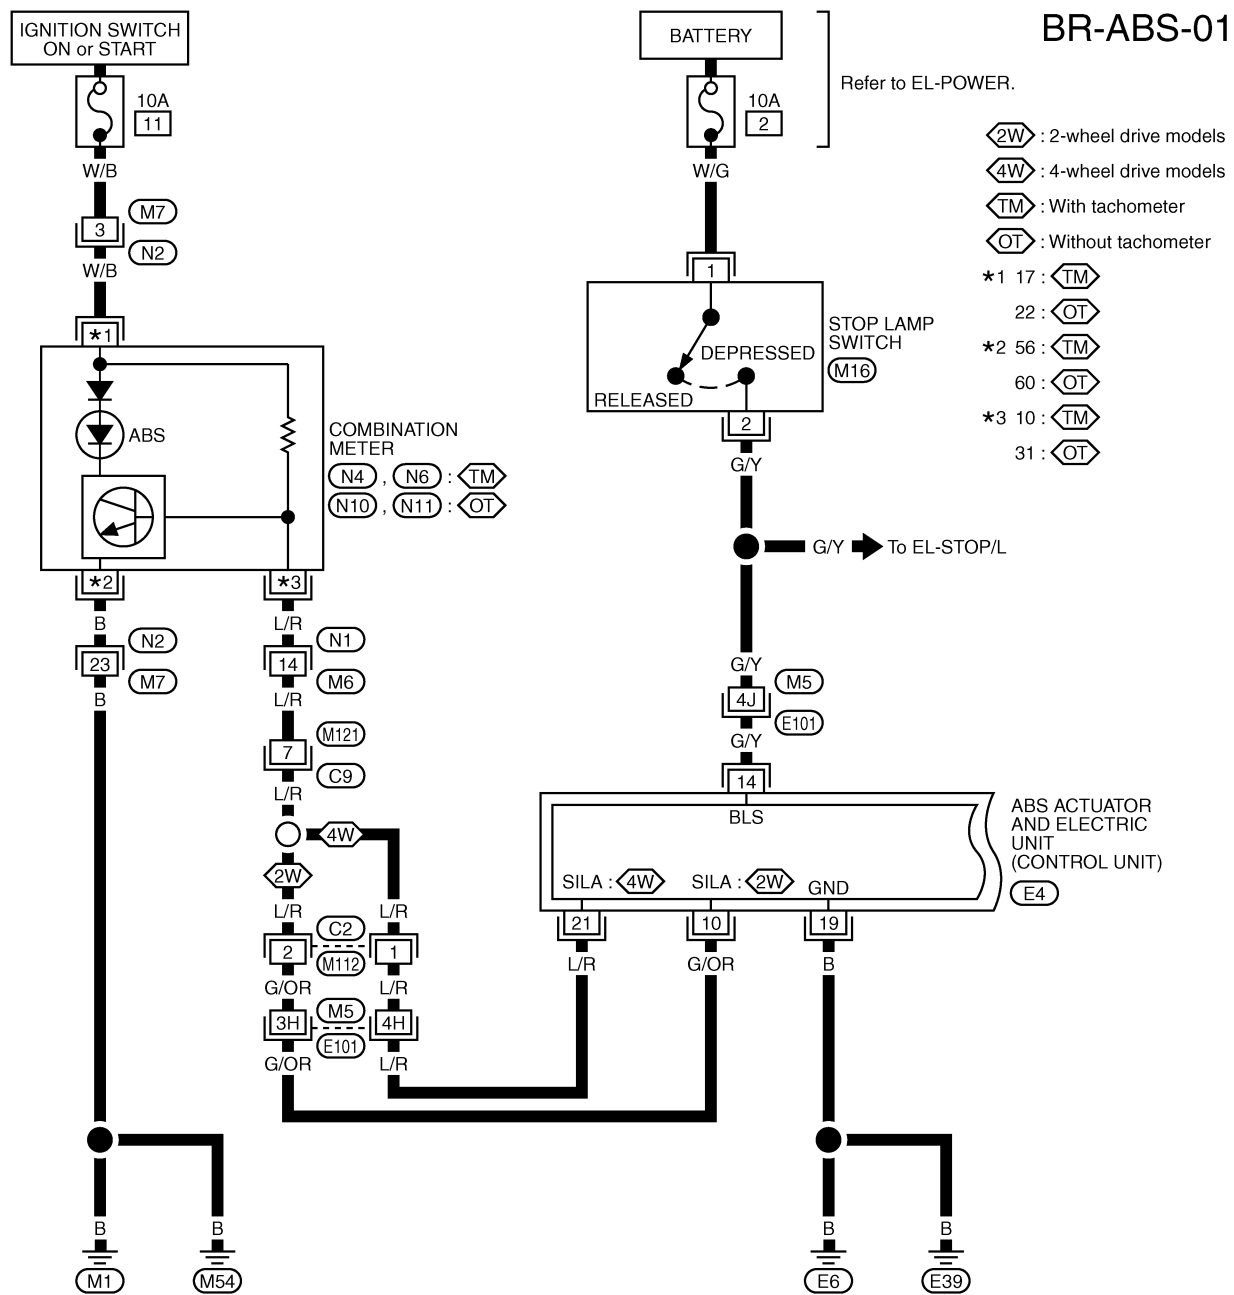 BR-ABS-01
IGNITION SWITCH
ON or START
BATTERY
Refer to EL-POWER.
10A
11
10A
2
W/B
W/G
2W : 2-wheel drive models
4W : 4-wheel drive models
TM : With tachometer
OT : Without tachometer
*1 17 : TM
22 : OT
*2 56 : TM
60 : OT
*3 10 : TM
31 : OT
M7
3
N2
W/B
*1
1
STOP LAMP
SWITCH
M16
DEPRESSED
RELEASED
2
G/Y
ABS
COMBINATION
METER
N4 , N6 : TM
N10 , N11 : OT
G/Y
To EL-STOP/L
*2
*3
B
L/R
N2
23
M7
N1
14
M6
B
L/R
G/Y
M5
4J
E101
G/Y
M121
7
C9
L/R
14
BLS
ABS ACTUATOR
AND ELECTRIC
UNIT
(CONTROL UNIT)
E4
4W
2W
SILA : 4W
SILA : 2W
GND
L/R
L/R
21
10
19
C2
2
1
M112
L/R
G/OR
B
G/OR
L/R
M5
3H
4H
E101
G/OR
L/R
B
B
B
B
M1
M54
E6
E39